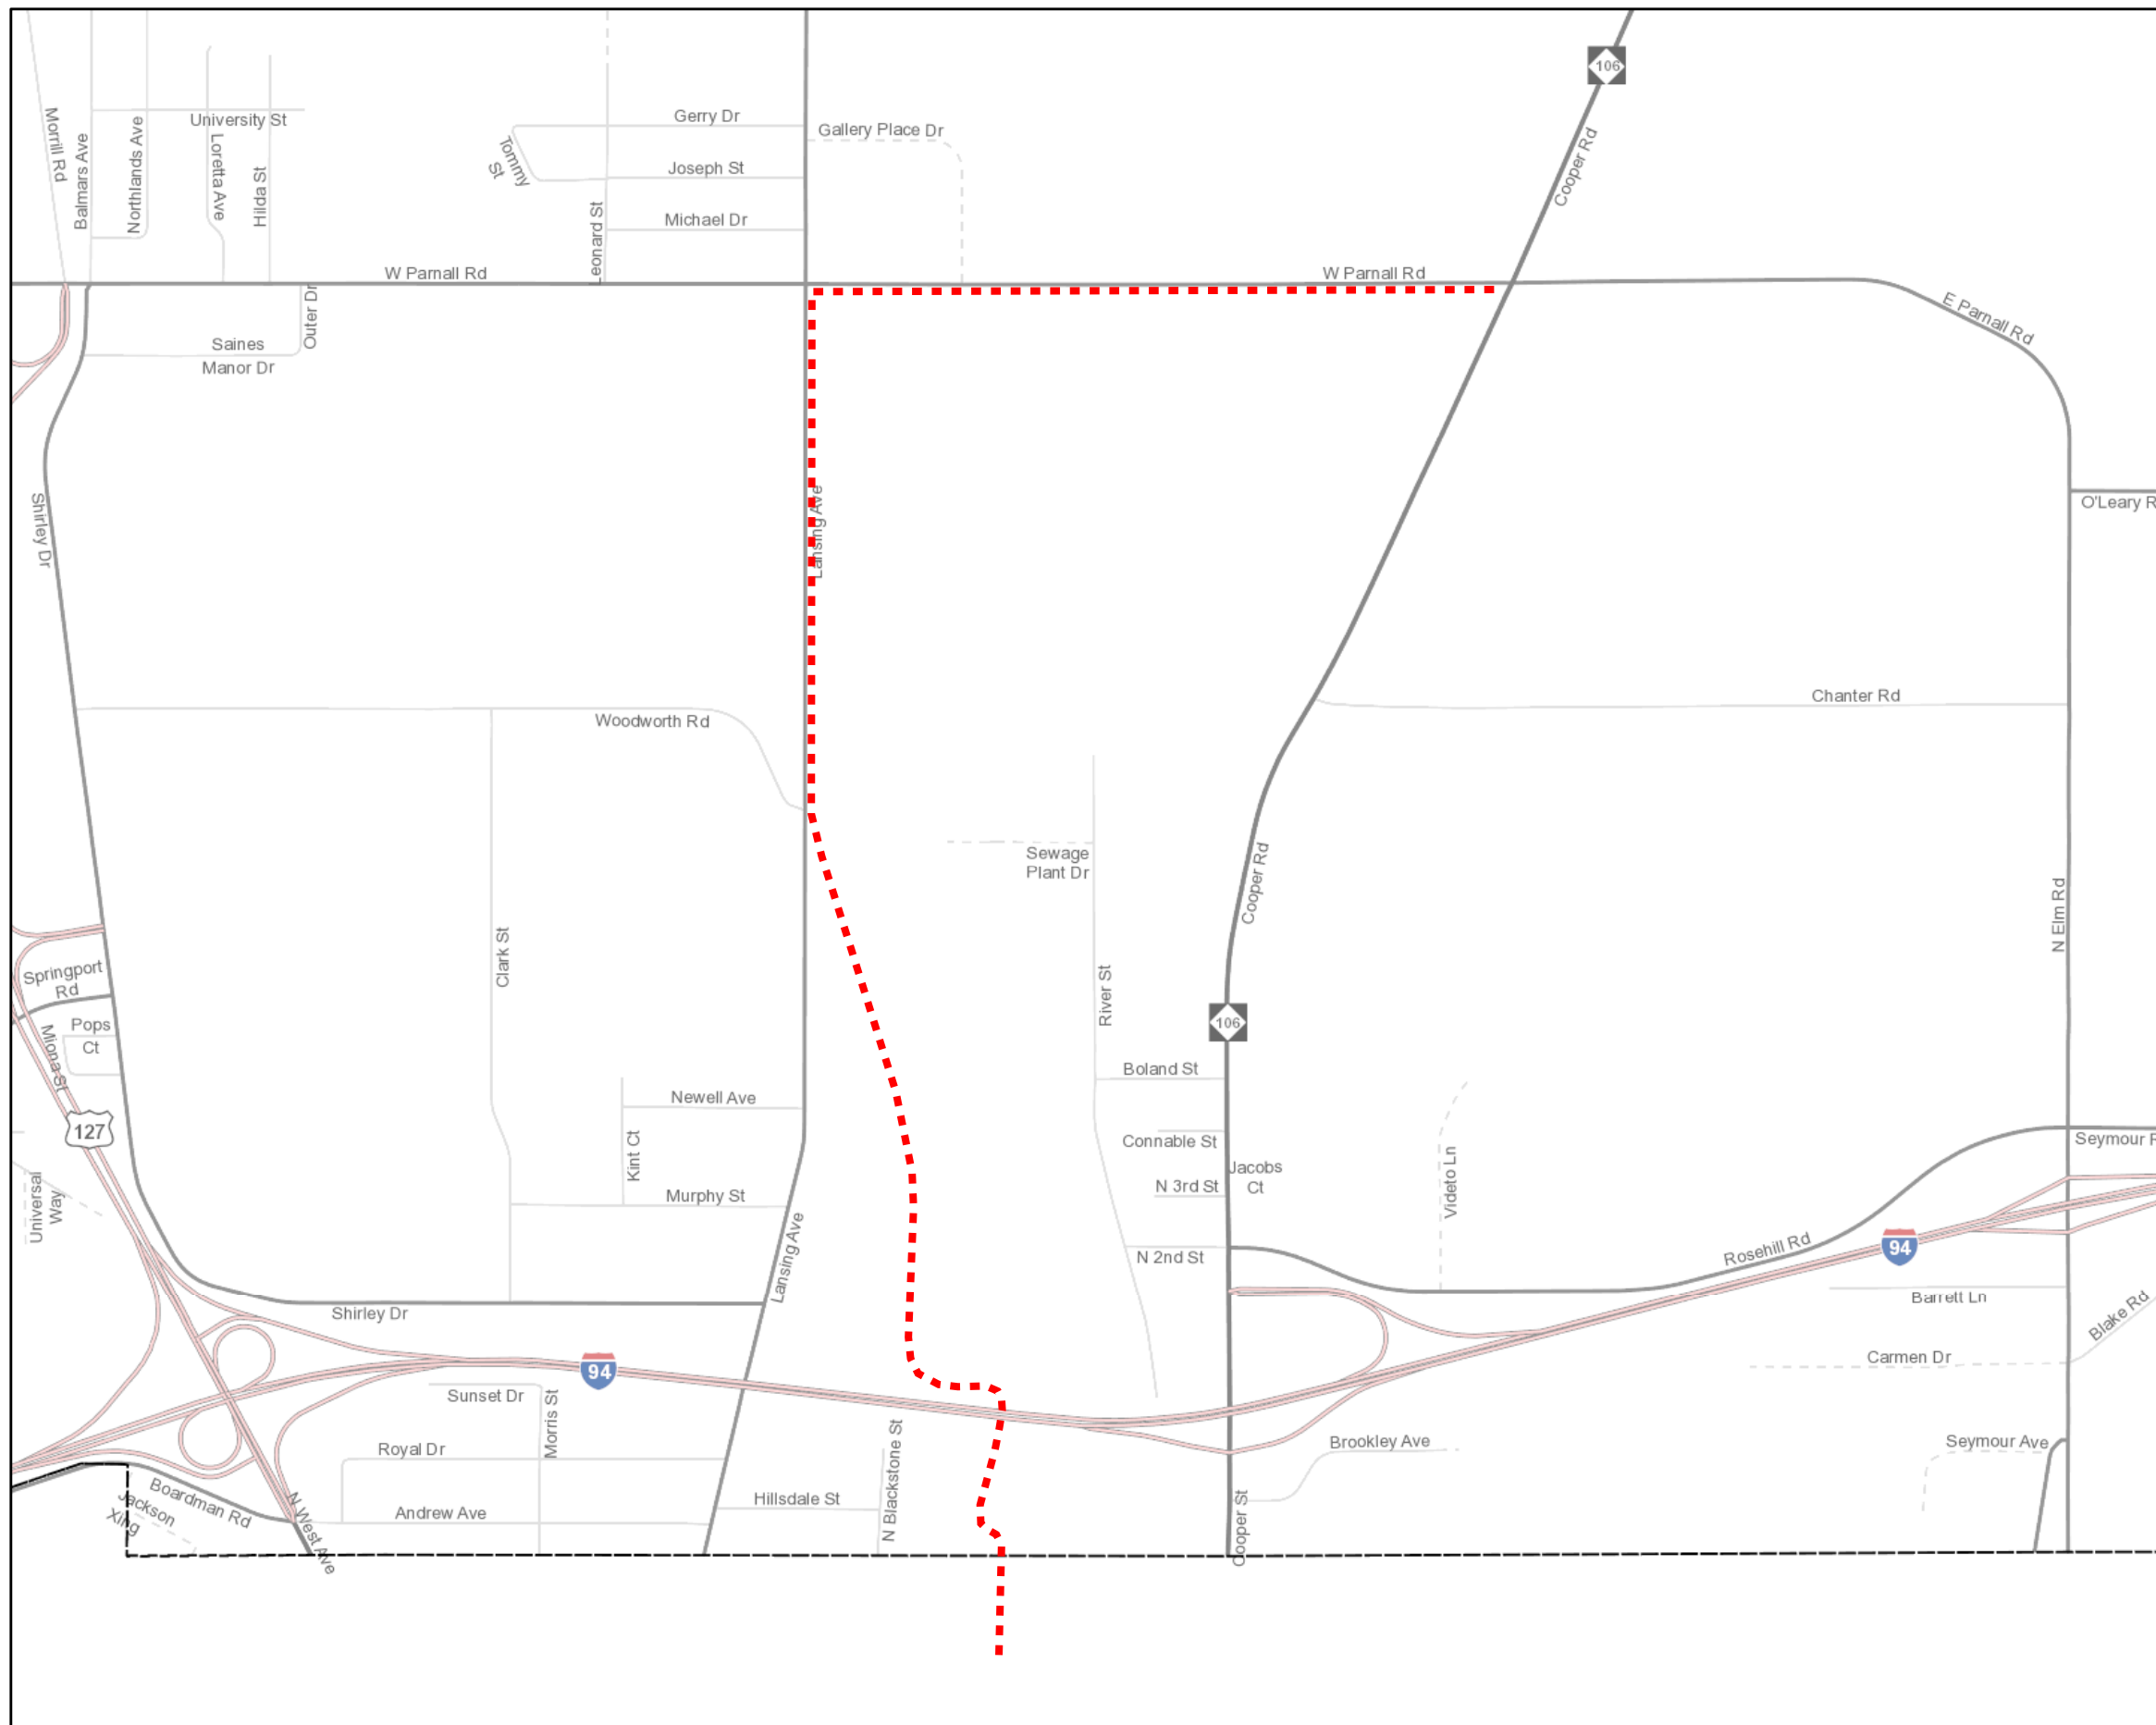 106
University St
Gerry Dr
Gallery Place Dr
Morrill Rd
Balmars Ave
Northlands Ave
Loretta Ave
Hilda St
Tommy
St
Joseph St
Cooper Rd
Michael Dr
Leonard St
W Parnall Rd
W Parnall Rd
Outer Dr
E Parnall Rd
Saines
Manor Dr
Shirley Dr
Lansing Ave
O'Leary R
Chanter Rd
Woodworth Rd
Sewage
Plant Dr
Cooper Rd
N Elm Rd
Clark St
Springport
Rd
River St
Pops
Ct
Miona St
106
Boland St
Newell Ave
127
Connable St
Seymour R
Kint Ct
Jacobs
Ct
Videto Ln
Universal
Way
N 3rd St
Murphy St
Lansing Ave
N 2nd St
Rosehill Rd
94
Barrett Ln
Shirley Dr
Blake Rd
Carmen Dr
94
Sunset Dr
Morris St
N Blackstone St
Royal Dr
Brookley Ave
Seymour Ave
Boardman Rd
Jackson
Xing
N West Ave
Andrew Ave
Hillsdale St
Cooper St